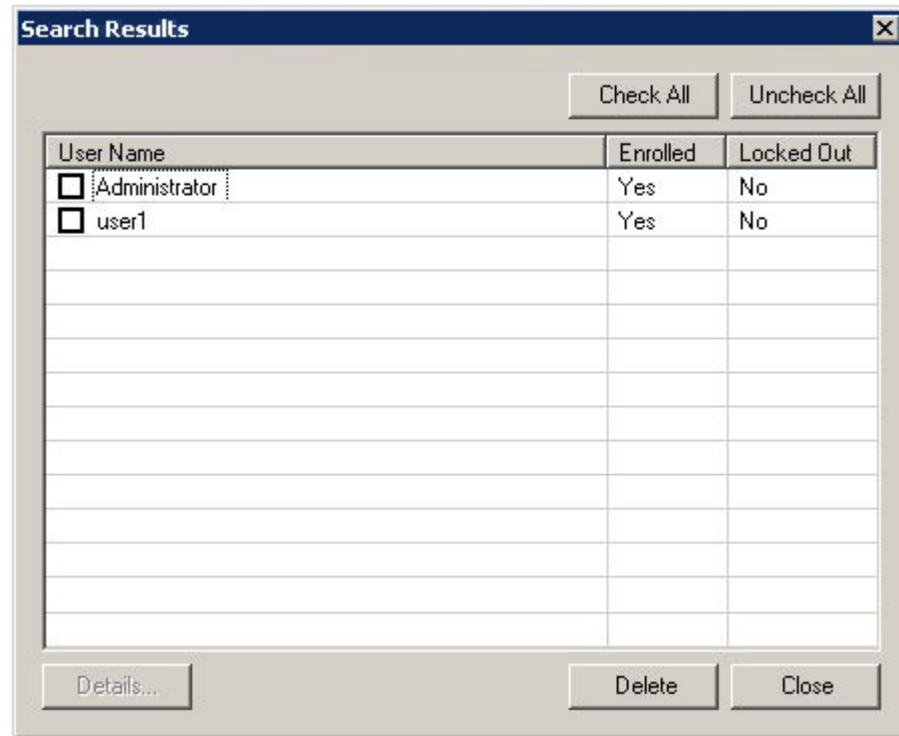 Search Results
Check All Uncheck All
User Name Enrolled Locked Out
Administrator Yes No
user1 Yes No
Details... Delete Close